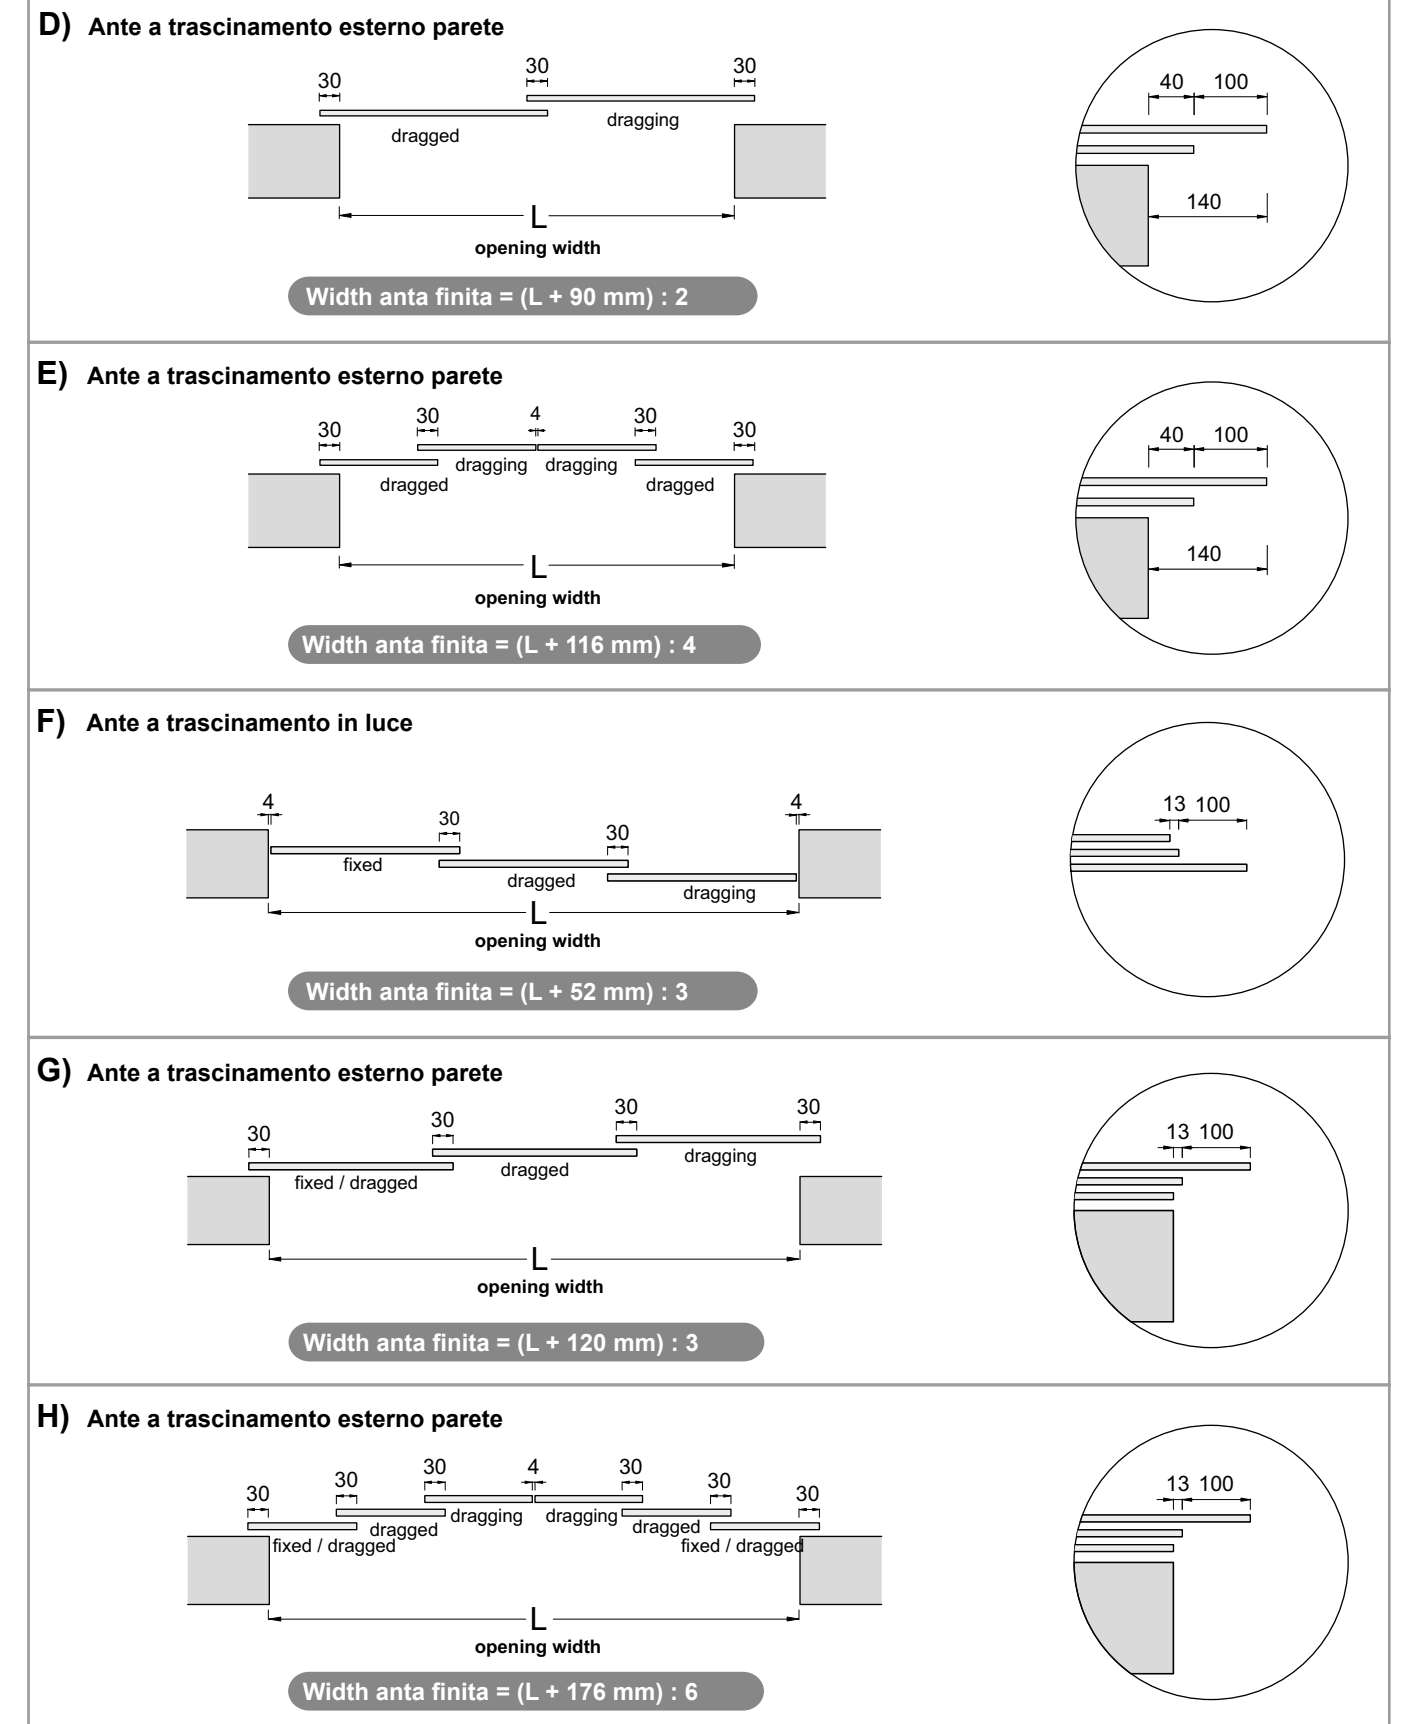 D) Ante a trascinamento esterno parete
30 30 30
dragged dragging
L
opening width
Width anta finita = (L + 90 mm) : 2
40 100
140
E) Ante a trascinamento esterno parete
30 30 4 30 30
dragged dragging dragging dragged
L
opening width
Width anta finita = (L + 116 mm) : 4
40 100
140
F) Ante a trascinamento in luce
4 30 30 4
fixed dragged dragging
L
opening width
Width anta finita = (L + 52 mm) : 3
13 100
G) Ante a trascinamento esterno parete
30 30 30 30
fixed / dragged dragged dragging
L
opening width
Width anta finita = (L + 120 mm) : 3
13 100
H) Ante a trascinamento esterno parete
30 30 30 4 30 30 30
fixed / dragged dragged dragging dragging dragged fixed / dragged
L
opening width
Width anta finita = (L + 176 mm) : 6
13 100